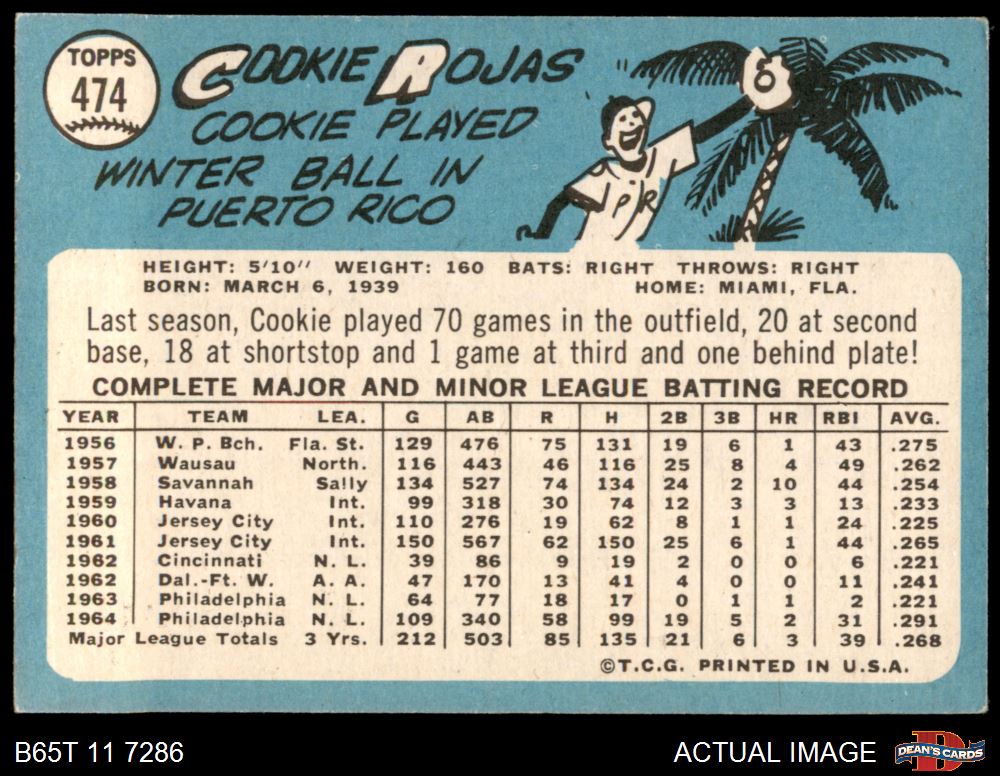 TOPPS
474
COOKIE ROJAS
COOKIE PLAYED
WINTER BALL IN
PUERTO RICO
PR
HEIGHT: 5'10" WEIGHT: 160 BATS: RIGHT THROWS: RIGHT
BORN: MARCH 6, 1939 HOME: MIAMI, FLA.
Last season, Cookie played 70 games in the outfield, 20 at second
base, 18 at shortstop and 1 game at third and one behind plate!
COMPLETE MAJOR AND MINOR LEAGUE BATTING RECORD
YEAR TEAM LEA. G AB R H 2B 3B HR RBI AVG.
1956 W. P. Bch. Fla. St. 129 476 75 131 19 6 1 43 .275
1957 Wausau North. 116 443 46 116 25 8 4 49 .262
1958 Savannah Sally 134 527 74 134 24 2 10 44 .254
1959 Havana Int. 99 318 30 74 12 3 3 13 .233
1960 Jersey City Int. 110 276 19 62 8 1 1 24 .225
1961 Jersey City Int. 150 567 62 150 25 6 1 44 .265
1962 Cincinnati N. L. 39 86 9 19 2 0 0 6 .221
1962 Dal.-Ft. W. A. A. 47 170 13 41 4 0 0 11 .241
1963 Philadelphia N. L. 64 77 18 17 0 1 1 2 .221
1964 Philadelphia N. L. 109 340 58 99 19 5 2 31 .291
Major League Totals 3 Yrs. 212 503 85 135 21 6 3 39 .268
©T.C.G. PRINTED IN U.S.A.
B65T 11 7286 ACTUAL IMAGE DEAN'S CARDS